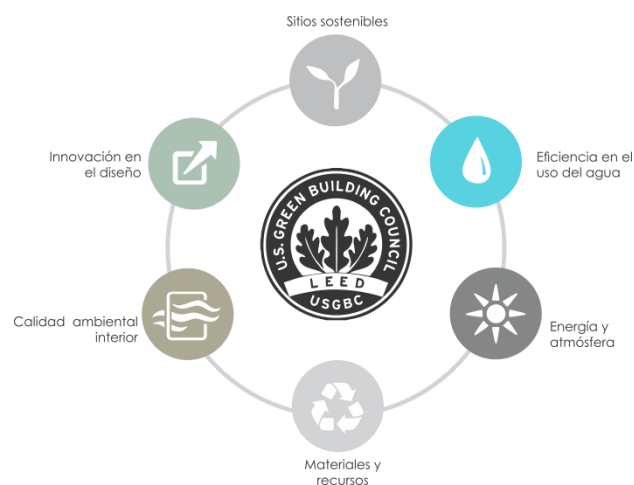 Sitios sostenibles
Eficiencia en el
uso del agua
Energía y
atmósfera
Materiales y
recursos
Calidad ambiental
interior
Innovación en
el diseño
U.S. GREEN BUILDING COUNCIL
LEED
USGBC